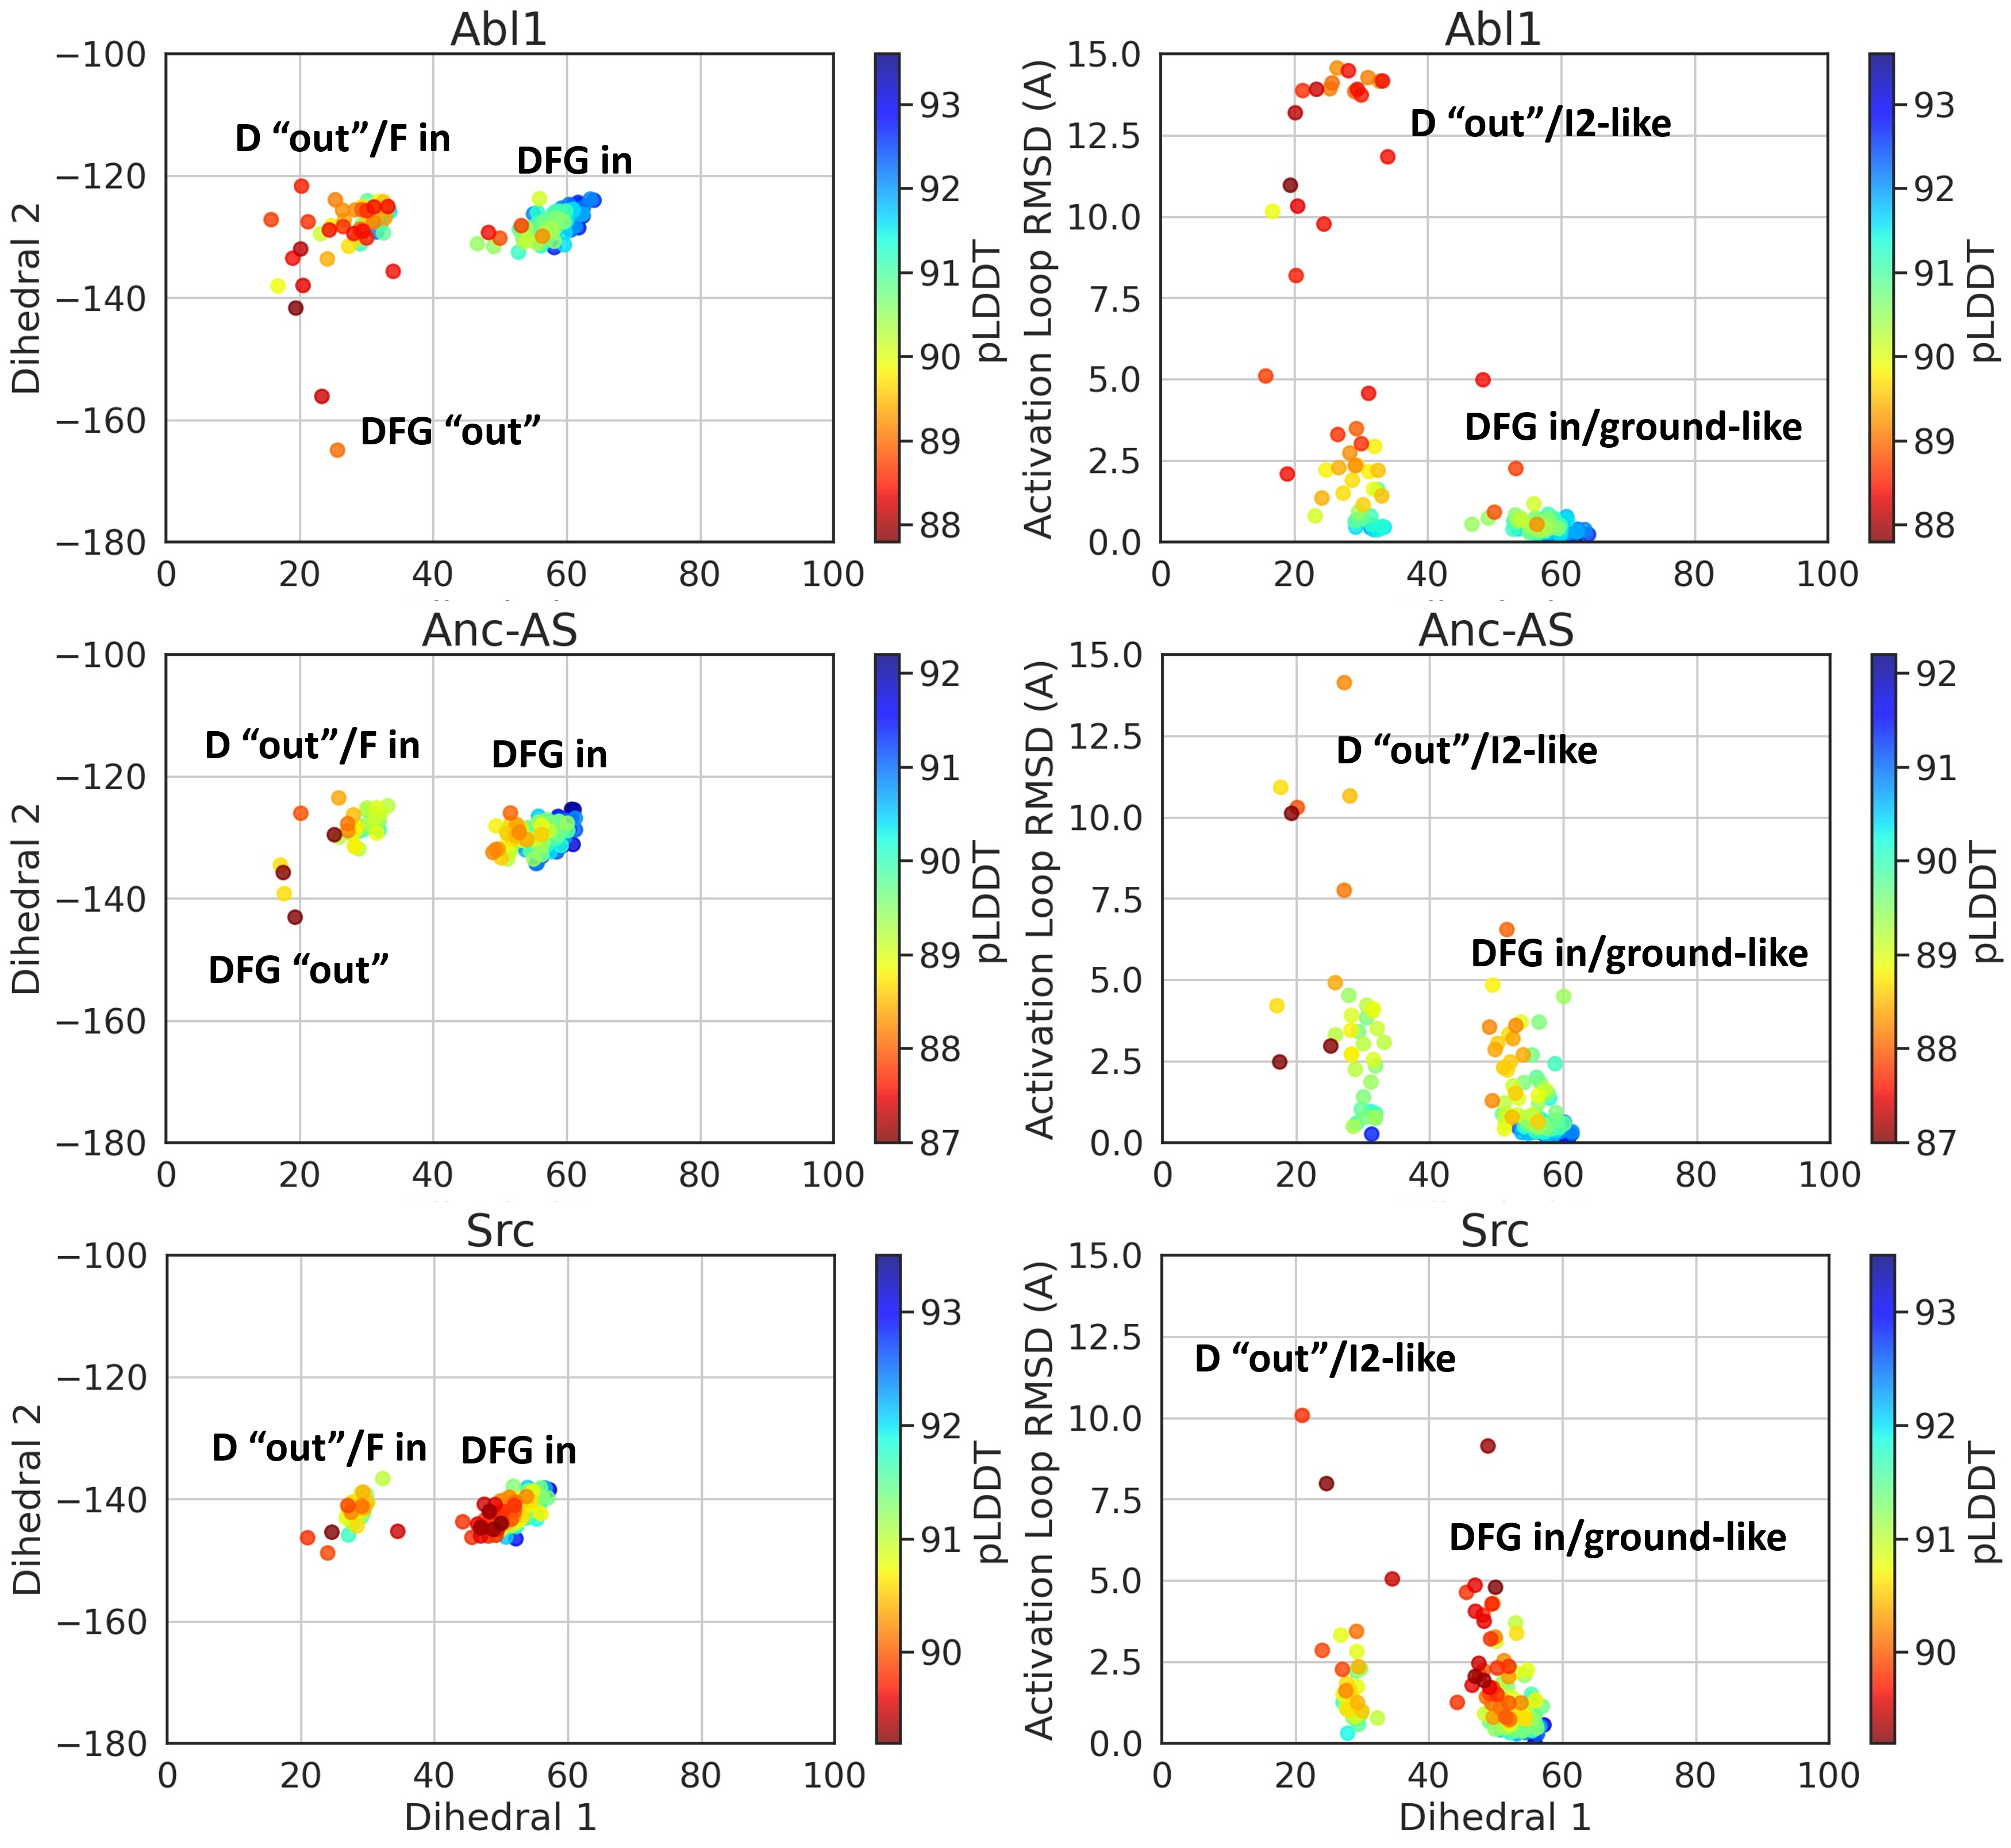 Abl1
−100
−120
−140
−160
−180
Dihedral 2
D “out”/F in
DFG in
DFG “out”
0 20 40 60 80 100
93
92
91
90
89
88
pLDDT
Abl1
15.0
12.5
10.0
7.5
5.0
2.5
0.0
Activation Loop RMSD (A)
D “out”/I2-like
DFG in/ground-like
0 20 40 60 80 100
93
92
91
90
89
88
pLDDT
Anc-AS
−100
−120
−140
−160
−180
Dihedral 2
D “out”/F in
DFG in
DFG “out”
0 20 40 60 80 100
92
91
90
89
88
87
pLDDT
Anc-AS
15.0
12.5
10.0
7.5
5.0
2.5
0.0
Activation Loop RMSD (A)
D “out”/I2-like
DFG in/ground-like
0 20 40 60 80 100
92
91
90
89
88
87
pLDDT
Src
−100
−120
−140
−160
−180
Dihedral 2
D “out”/F in
DFG in
0 20 40 60 80 100
Dihedral 1
93
92
91
90
pLDDT
Src
15.0
12.5
10.0
7.5
5.0
2.5
0.0
Activation Loop RMSD (A)
D “out”/I2-like
DFG in/ground-like
0 20 40 60 80 100
Dihedral 1
93
92
91
90
pLDDT